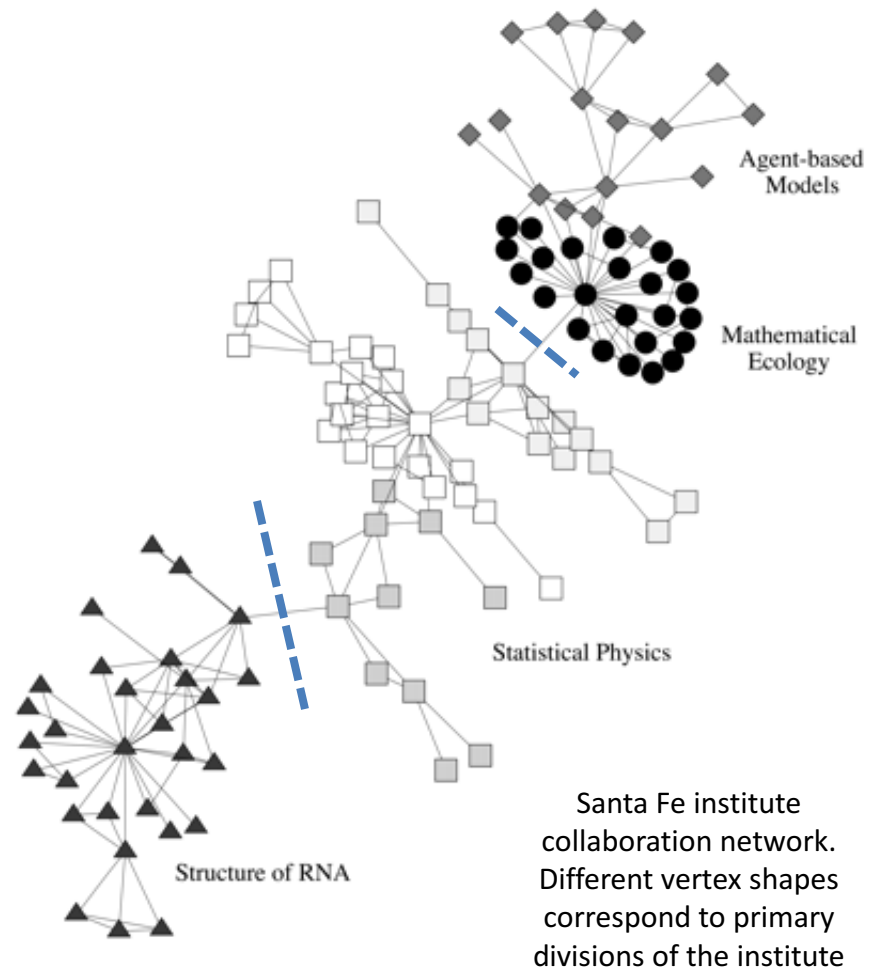 Agent-based
Models
Mathematical
Ecology
Statistical Physics
Structure of RNA
Santa Fe institute
collaboration network.
Different vertex shapes
correspond to primary
divisions of the institute